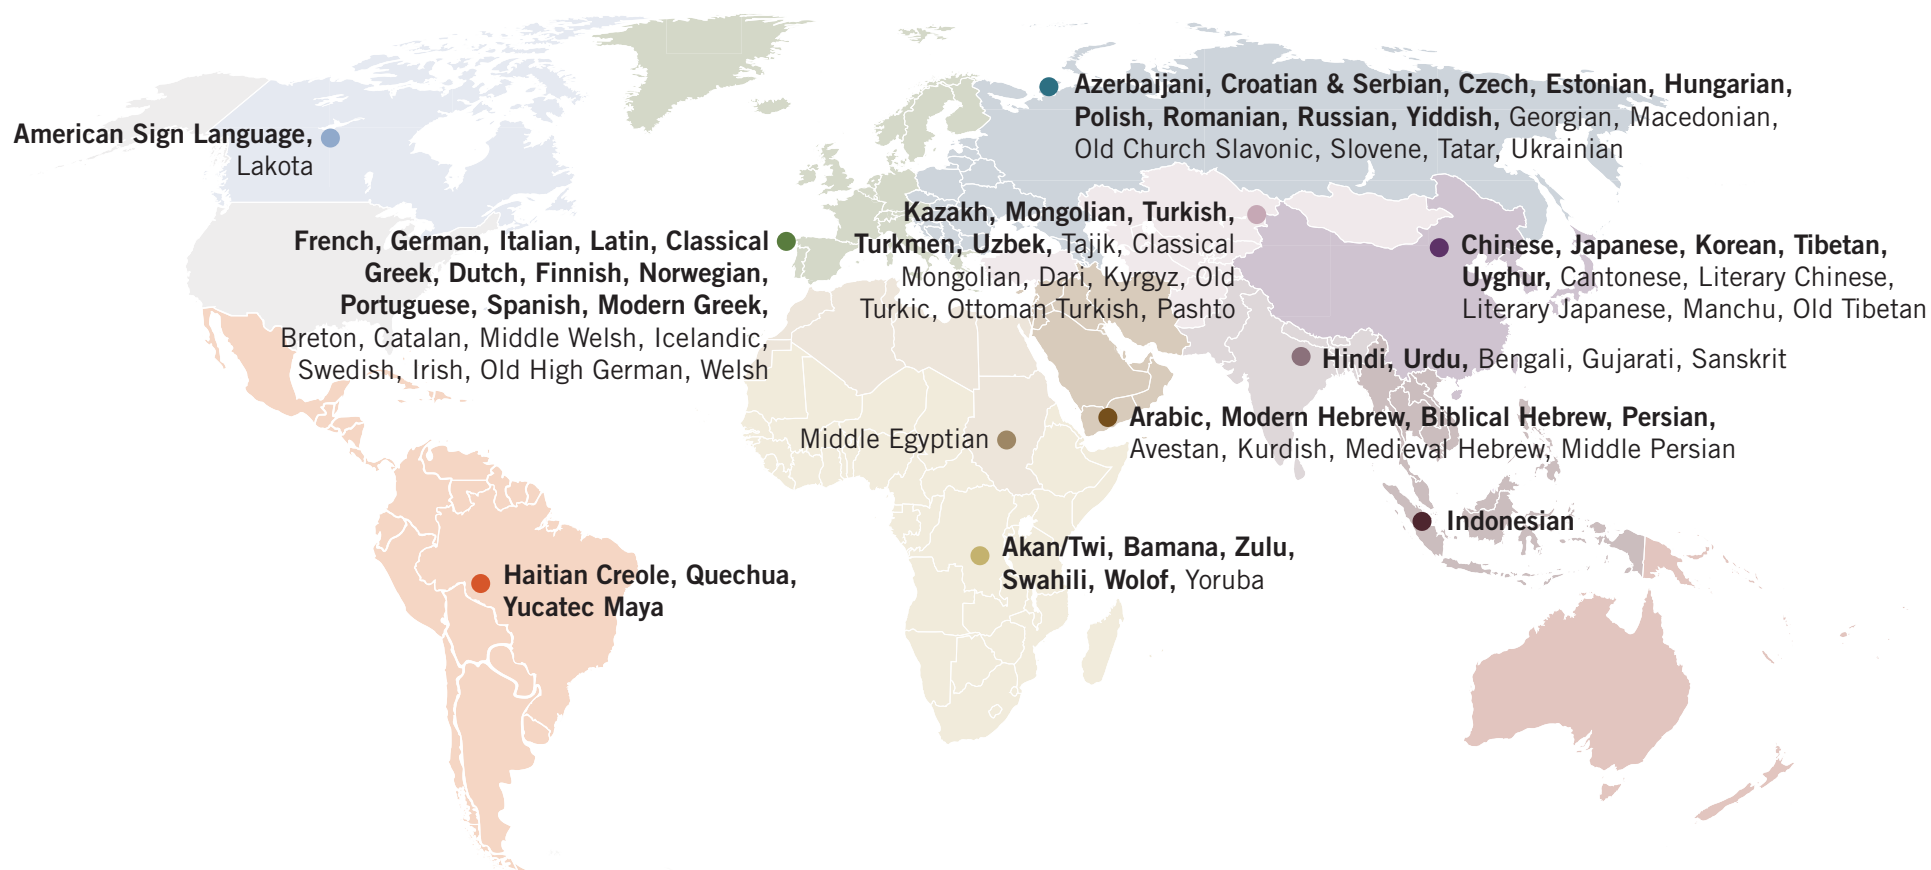 American Sign Language,
Lakota
Azerbaijani, Croatian & Serbian, Czech, Estonian, Hungarian,
Polish, Romanian, Russian, Yiddish, Georgian, Macedonian,
Old Church Slavonic, Slovene, Tatar, Ukrainian
French, German, Italian, Latin, Classical
Greek, Dutch, Finnish, Norwegian,
Portuguese, Spanish, Modern Greek,
Breton, Catalan, Middle Welsh, Icelandic,
Swedish, Irish, Old High German, Welsh
Kazakh, Mongolian, Turkish,
Turkmen, Uzbek, Tajik, Classical
Mongolian, Dari, Kyrgyz, Old
Turkic, Ottoman Turkish, Pashto
Chinese, Japanese, Korean, Tibetan,
Uyghur, Cantonese, Literary Chinese,
Literary Japanese, Manchu, Old Tibetan
Hindi, Urdu, Bengali, Gujarati, Sanskrit
Arabic, Modern Hebrew, Biblical Hebrew, Persian,
Avestan, Kurdish, Medieval Hebrew, Middle Persian
Middle Egyptian
Indonesian
Akan/Twi, Bamana, Zulu,
Swahili, Wolof, Yoruba
Haitian Creole, Quechua,
Yucatec Maya